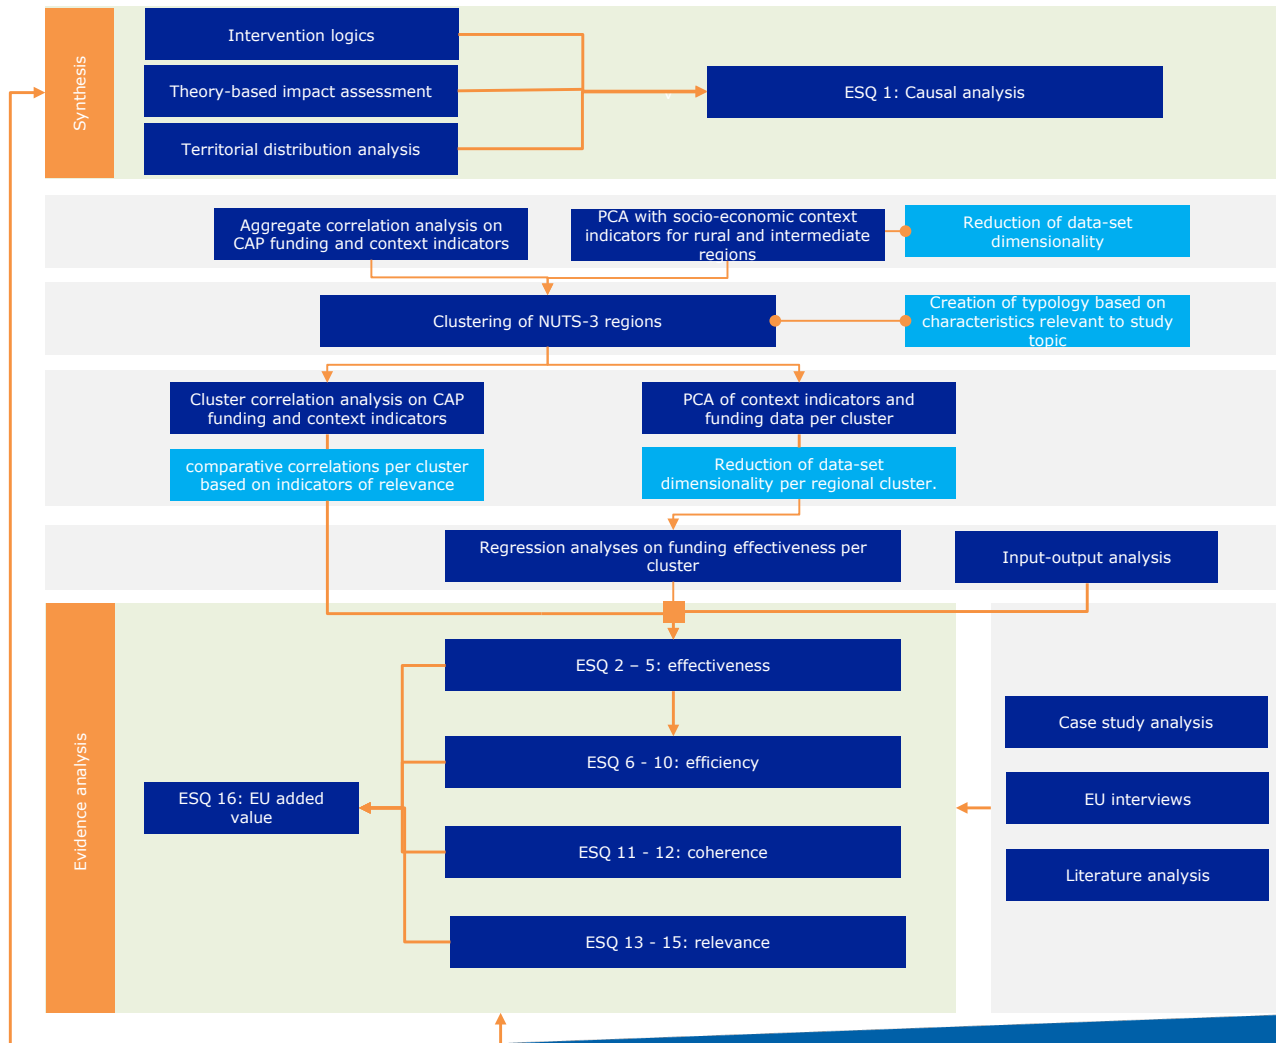 Synthesis
Intervention logics
Theory-based impact assessment
Territorial distribution analysis
ESQ 1: Causal analysis
Aggregate correlation analysis on
CAP funding and context indicators
PCA with socio-economic context
indicators for rural and intermediate
regions
Reduction of data-set
dimensionality
Clustering of NUTS-3 regions
Creation of typology based on
characteristics relevant to study
topic
Cluster correlation analysis on CAP
funding and context indicators
PCA of context indicators and
funding data per cluster
comparative correlations per cluster
based on indicators of relevance
Reduction of data-set
dimensionality per regional cluster.
Regression analyses on funding effectiveness per
cluster
Input-output analysis
Evidence analysis
ESQ 2 – 5: effectiveness
ESQ 6 - 10: efficiency
ESQ 16: EU added
value
ESQ 11 - 12: coherence
ESQ 13 - 15: relevance
Case study analysis
EU interviews
Literature analysis